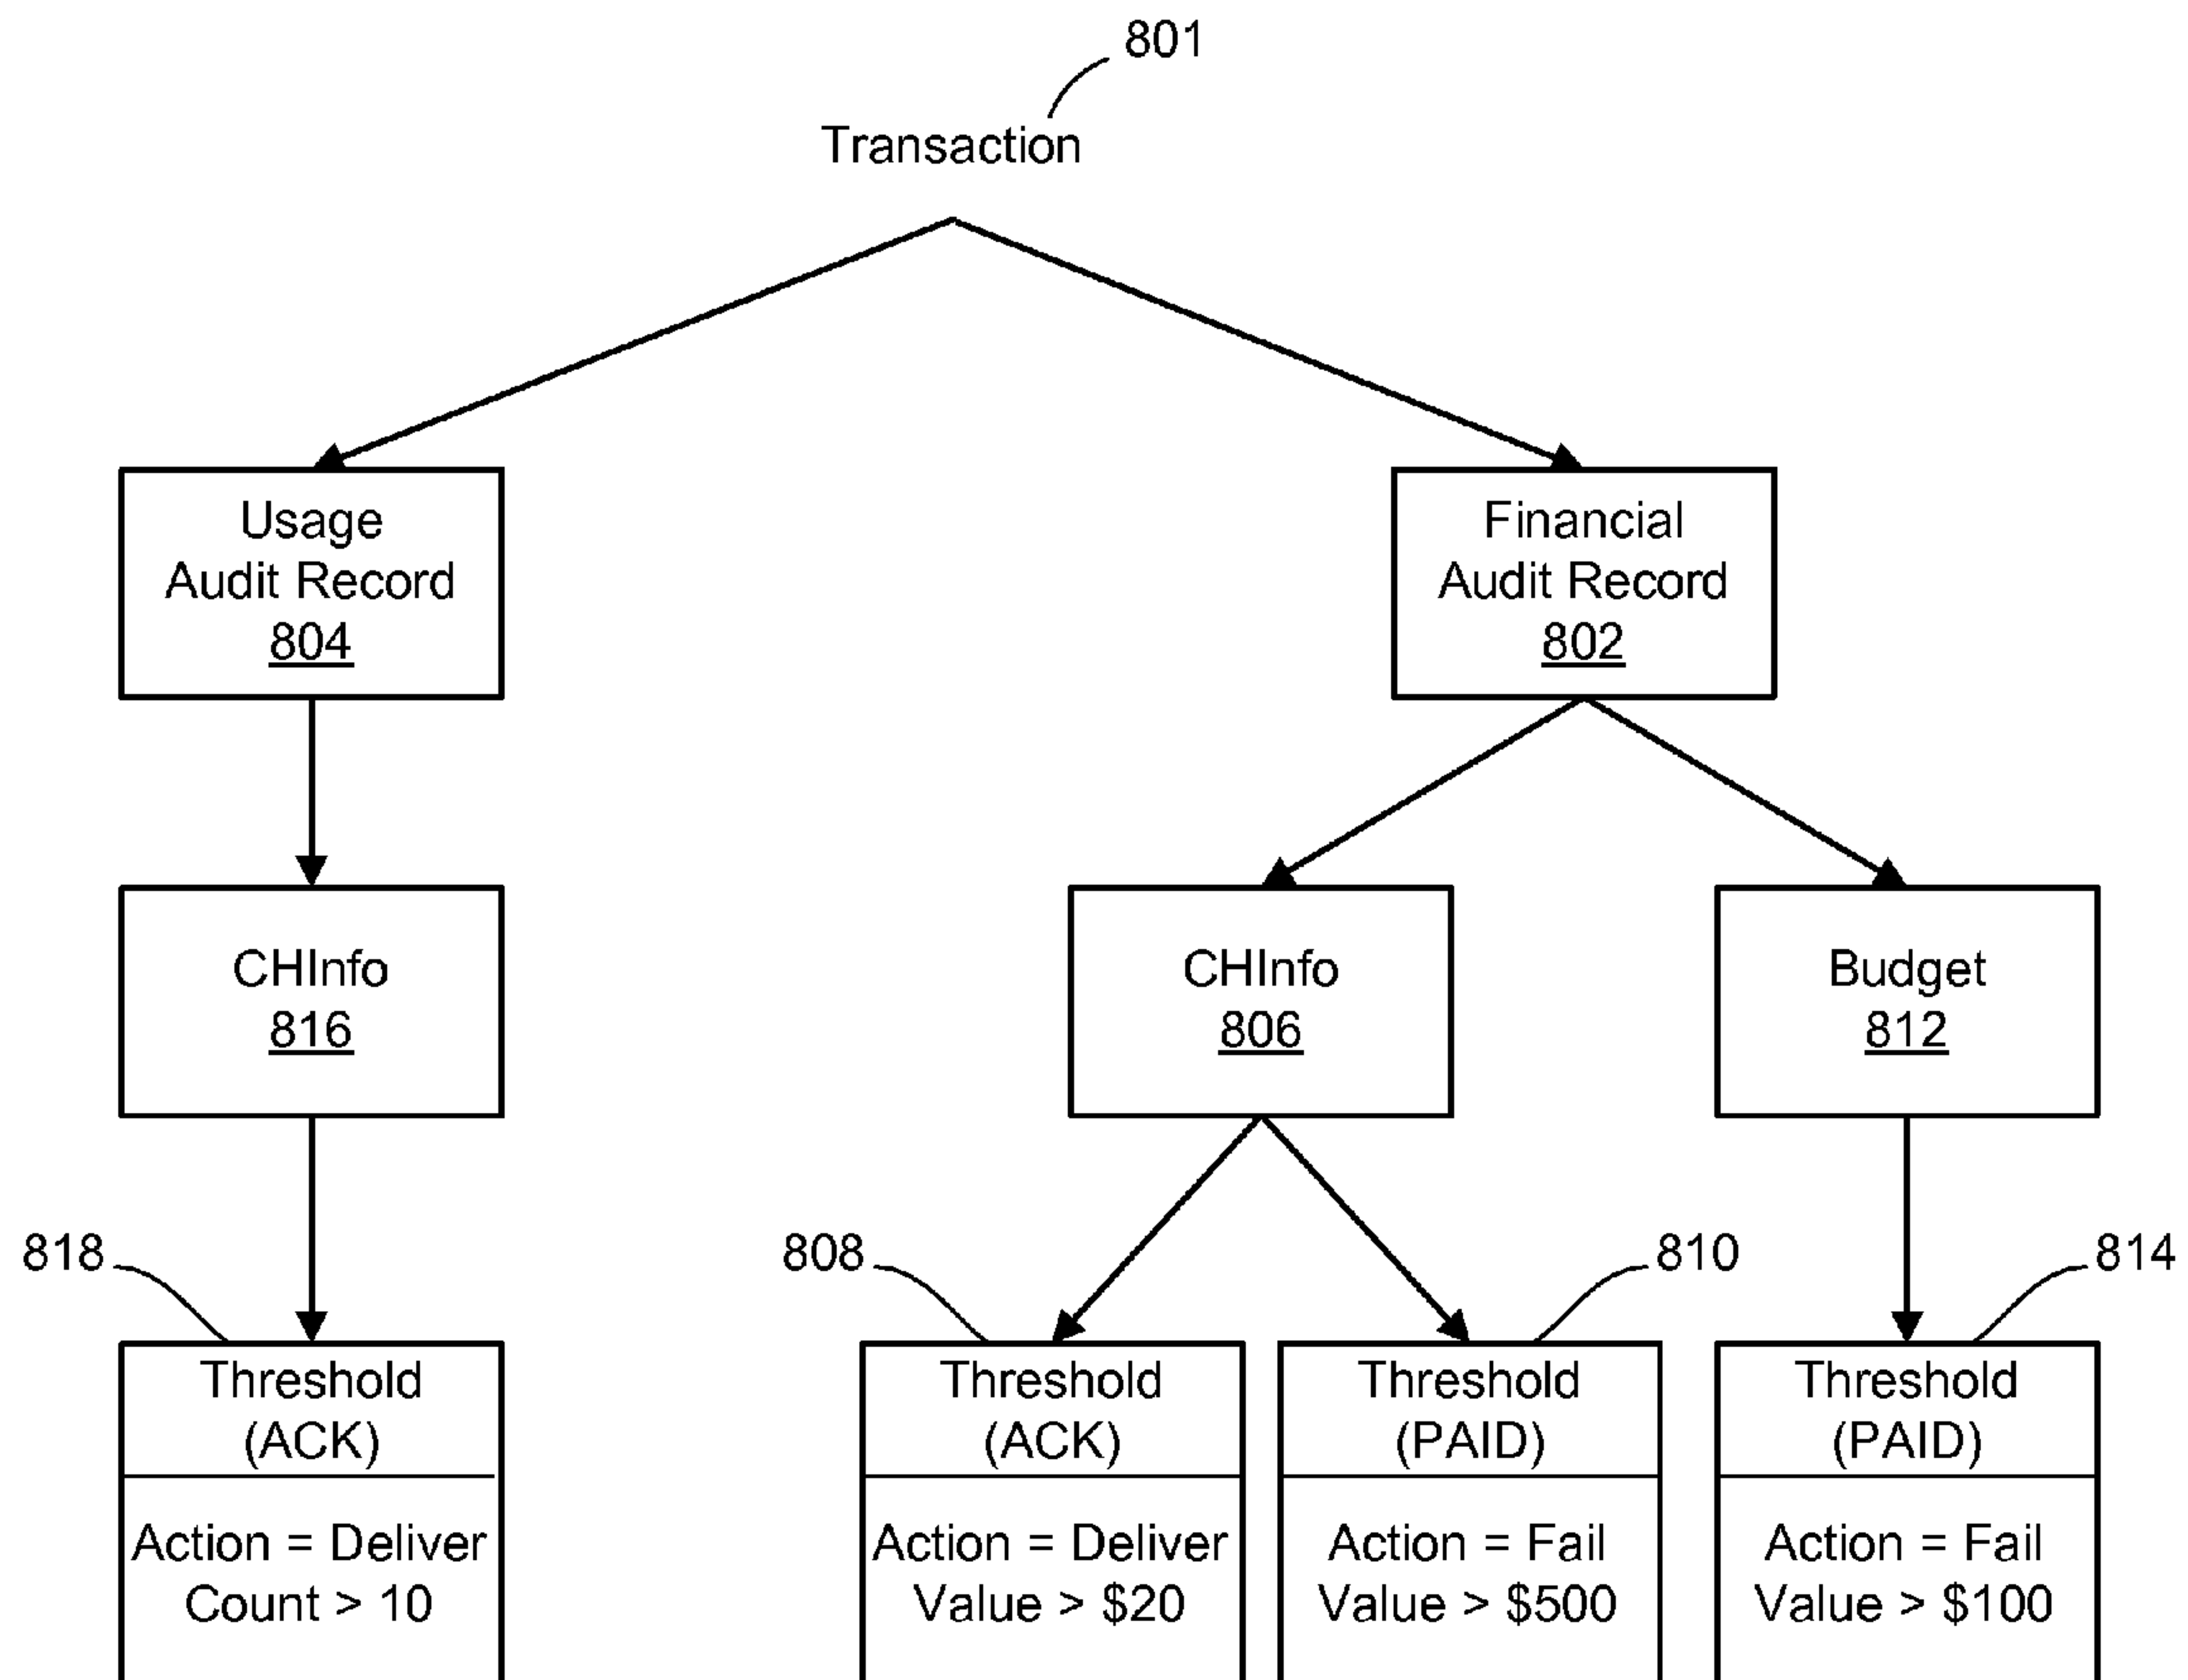 801
Transaction
Usage
Audit Record
804
Financial
Audit Record
802
CHInfo
816
CHInfo
806
Budget
812
818
808
810
814
Threshold
(ACK)
Action = Deliver
Count > 10
Threshold
(ACK)
Action = Deliver
Value > $20
Threshold
(PAID)
Action = Fail
Value > $500
Threshold
(PAID)
Action = Fail
Value > $100